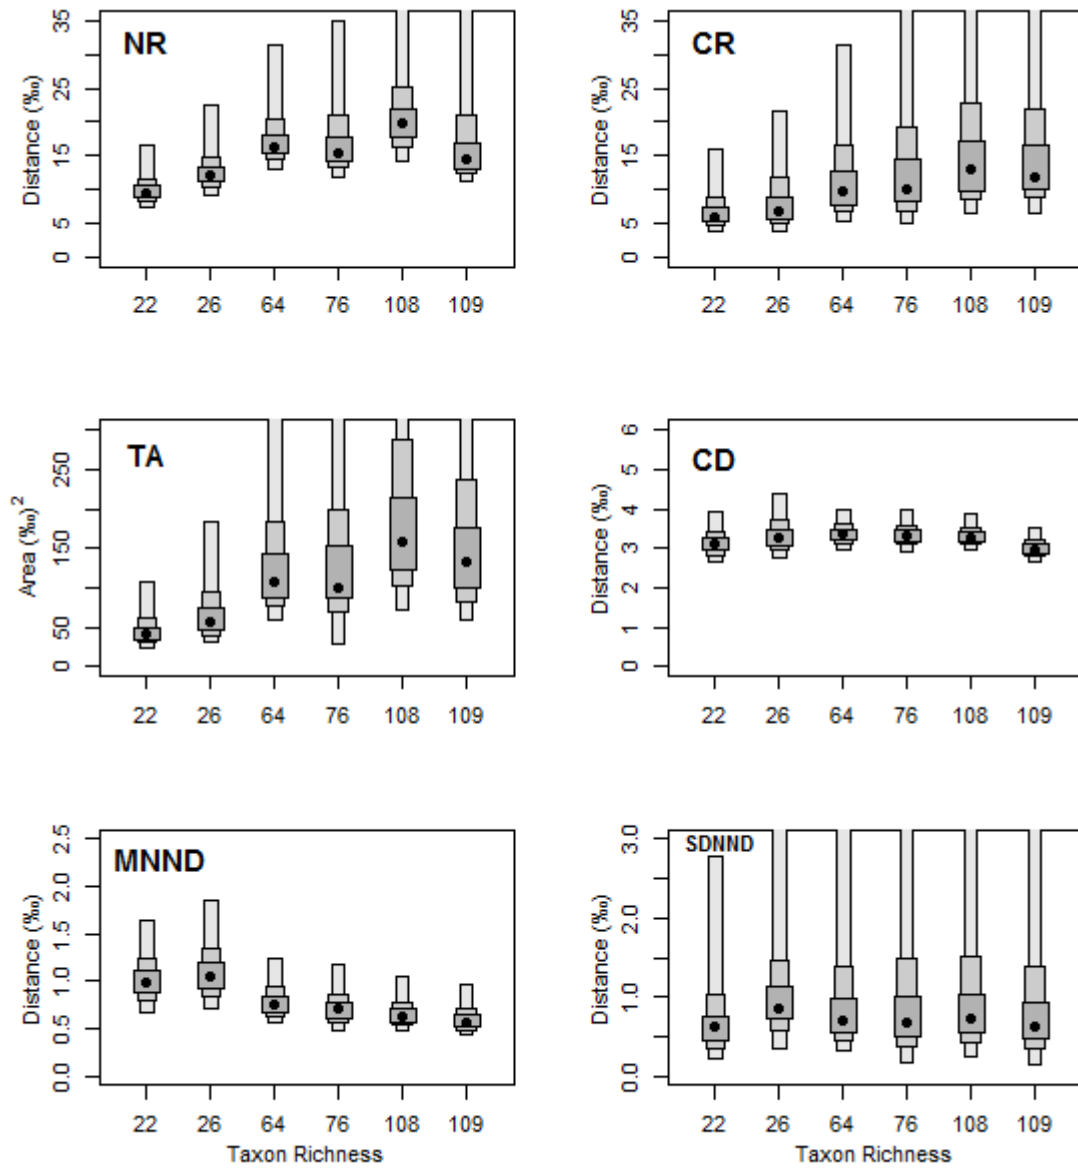 NR
Distance (‰)
35
25
15
5
0
22 26 64 76 108 109
CR
Distance (‰)
35
25
15
5
0
22 26 64 76 108 109
TA
Area (‰)²
250
150
50
0
22 26 64 76 108 109
CD
Distance (‰)
6
5
4
3
2
1
0
22 26 64 76 108 109
MNND
Distance (‰)
2.5
2.0
1.5
1.0
0.5
0.0
22 26 64 76 108 109
Taxon Richness
SDNND
Distance (‰)
3.0
2.0
1.0
0.0
22 26 64 76 108 109
Taxon Richness